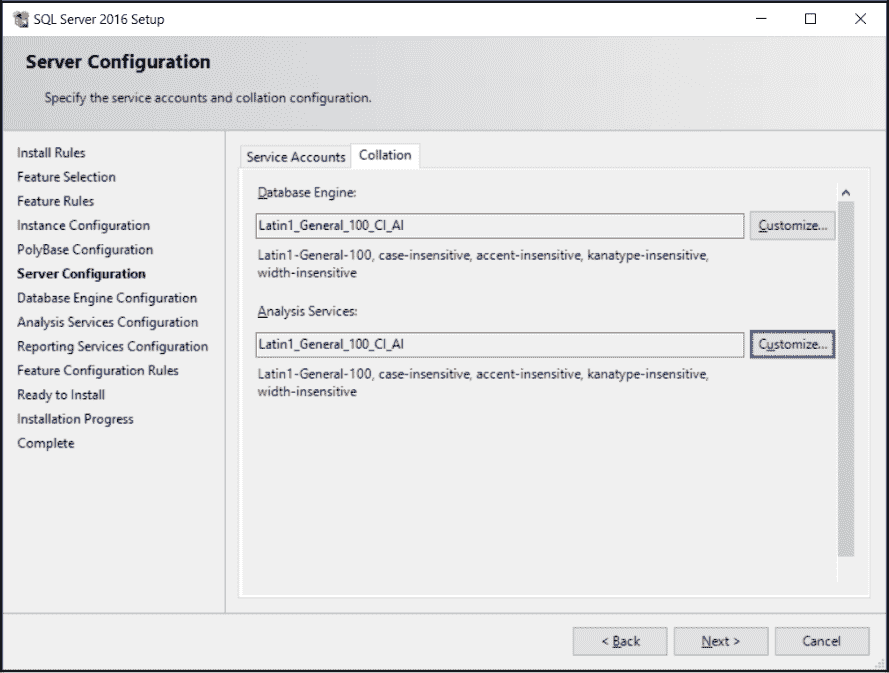 SQL Server 2016 Setup
Server Configuration
Specify the service accounts and collation configuration.
Install Rules
Feature Selection
Feature Rules
Instance Configuration
PolyBase Configuration
Server Configuration
Database Engine Configuration
Analysis Services Configuration
Reporting Services Configuration
Feature Configuration Rules
Ready to Install
Installation Progress
Complete
Service Accounts
Collation
Database Engine:
Latin1_General_100_CI_AI
Customize...
Latin1-General-100, case-insensitive, accent-insensitive, kanatype-insensitive,
width-insensitive
Analysis Services:
Latin1_General_100_CI_AI
Customize...
Latin1-General-100, case-insensitive, accent-insensitive, kanatype-insensitive,
width-insensitive
< Back
Next >
Cancel